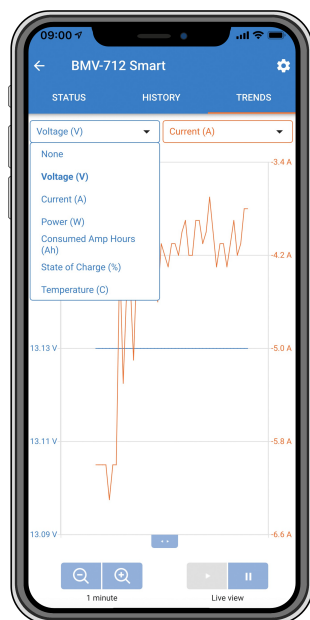 09:00
BMV-712 Smart
STATUS HISTORY TRENDS
Voltage (V) Current (A)
None
Voltage (V)
Current (A)
Power (W)
Consumed Amp Hours
(Ah)
State of Charge (%)
Temperature (C)
-3.4 A
-4.2 A
13.13 V -5.0 A
13.11 V -5.8 A
13.09 V -6.6 A
1 minute Live view